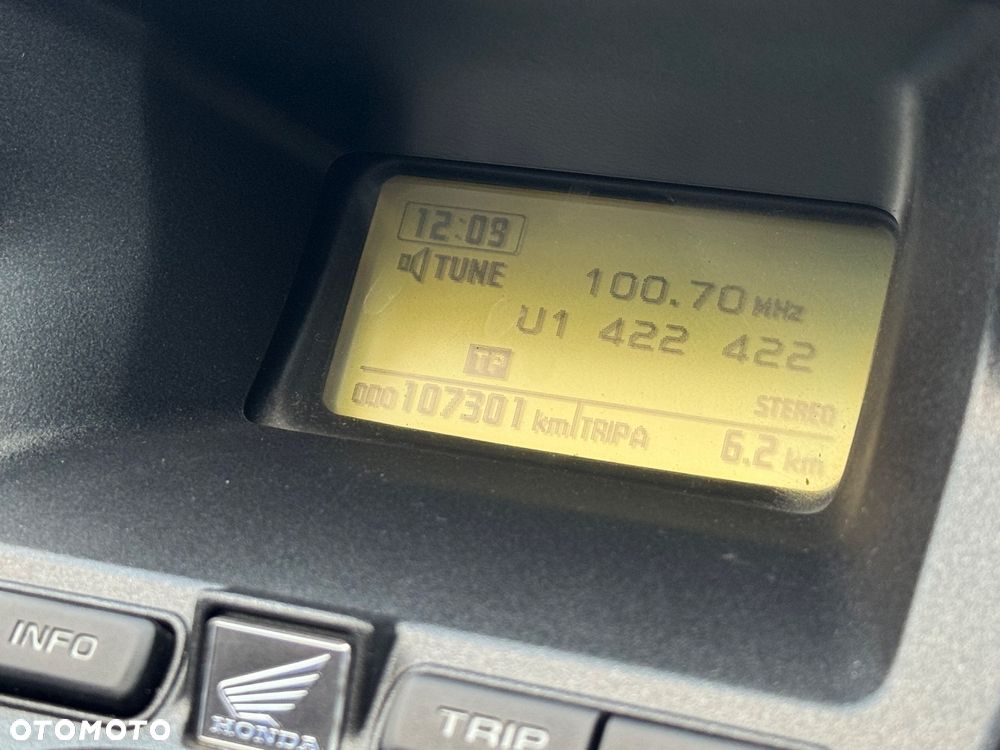 12:09
TUNE 100.70 MHz
U1 422 422
TP
STEREO
ODO 107301 km TRIP A 6.2 km
INFO
HONDA
TRIP
OTOMOTO